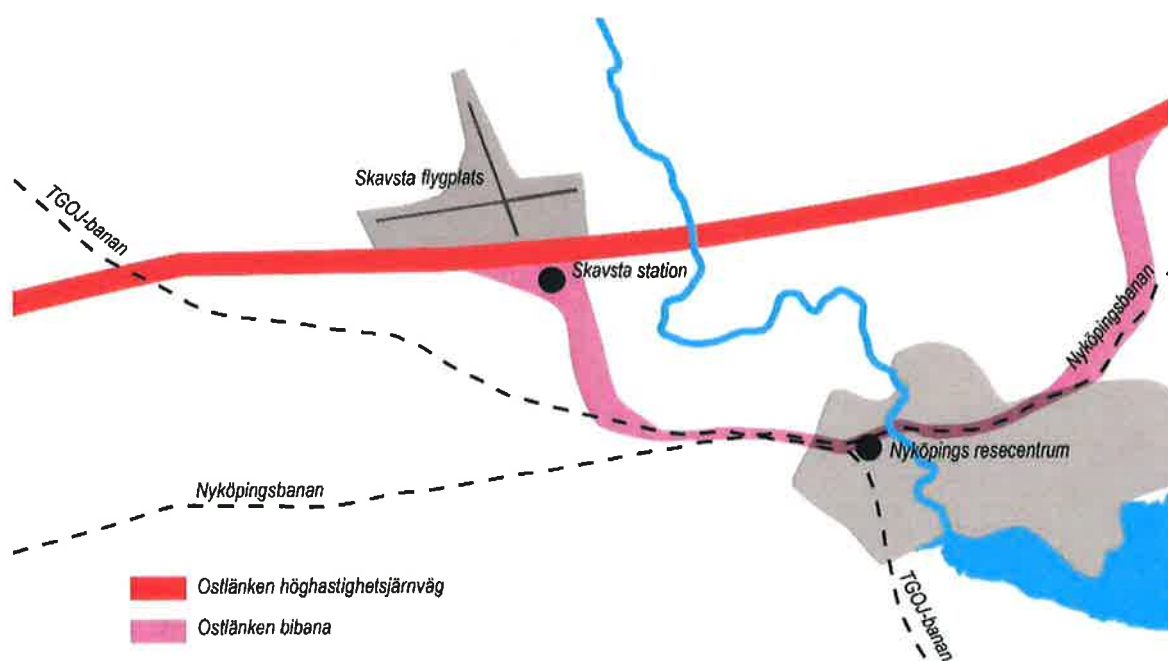 Skavsta flygplats
TGOJ-banan
Skavsta station
Nyköpingsbanan
Nyköpings resecentrum
Nyköpingsbanan
TGOJ-banan
Ostlänken höghastighetsjärnväg
Ostlänken bibana